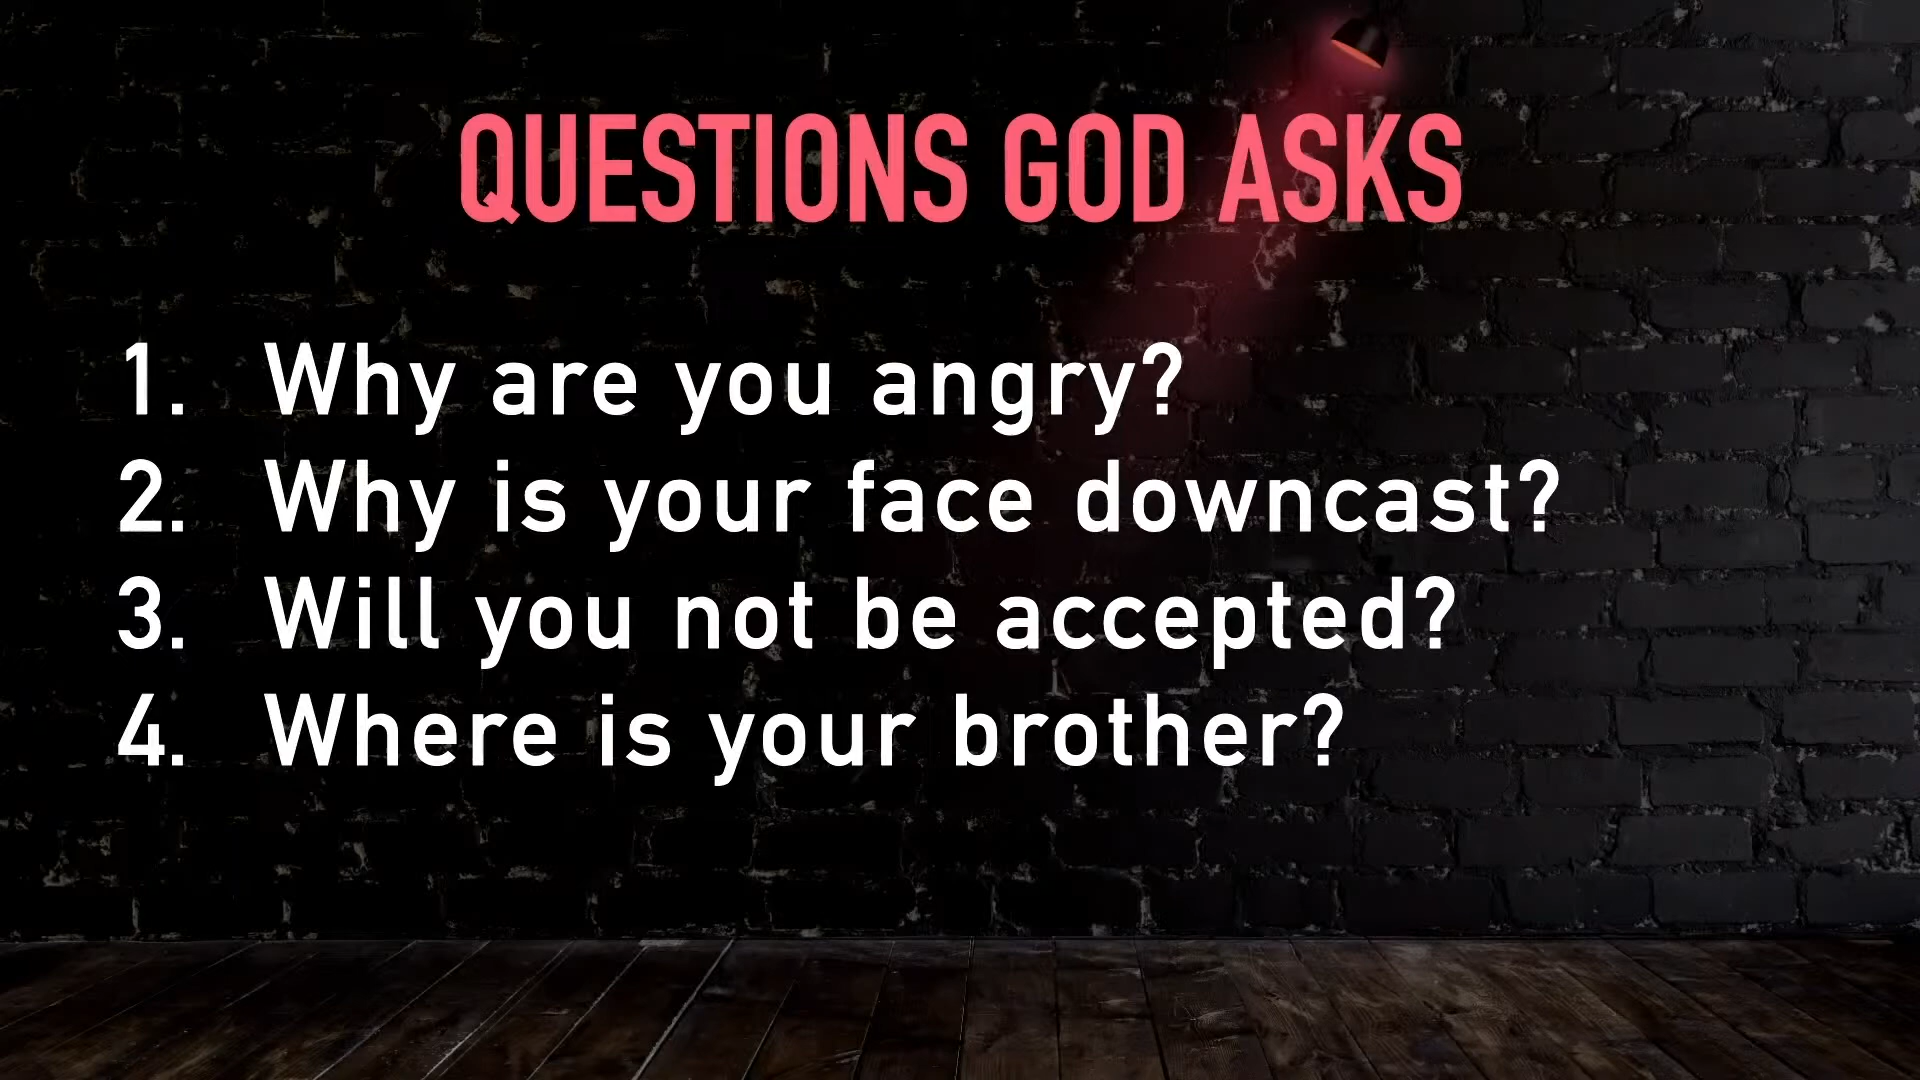 QUESTIONS GOD ASKS
1. Why are you angry?
2. Why is your face downcast?
3. Will you not be accepted?
4. Where is your brother?